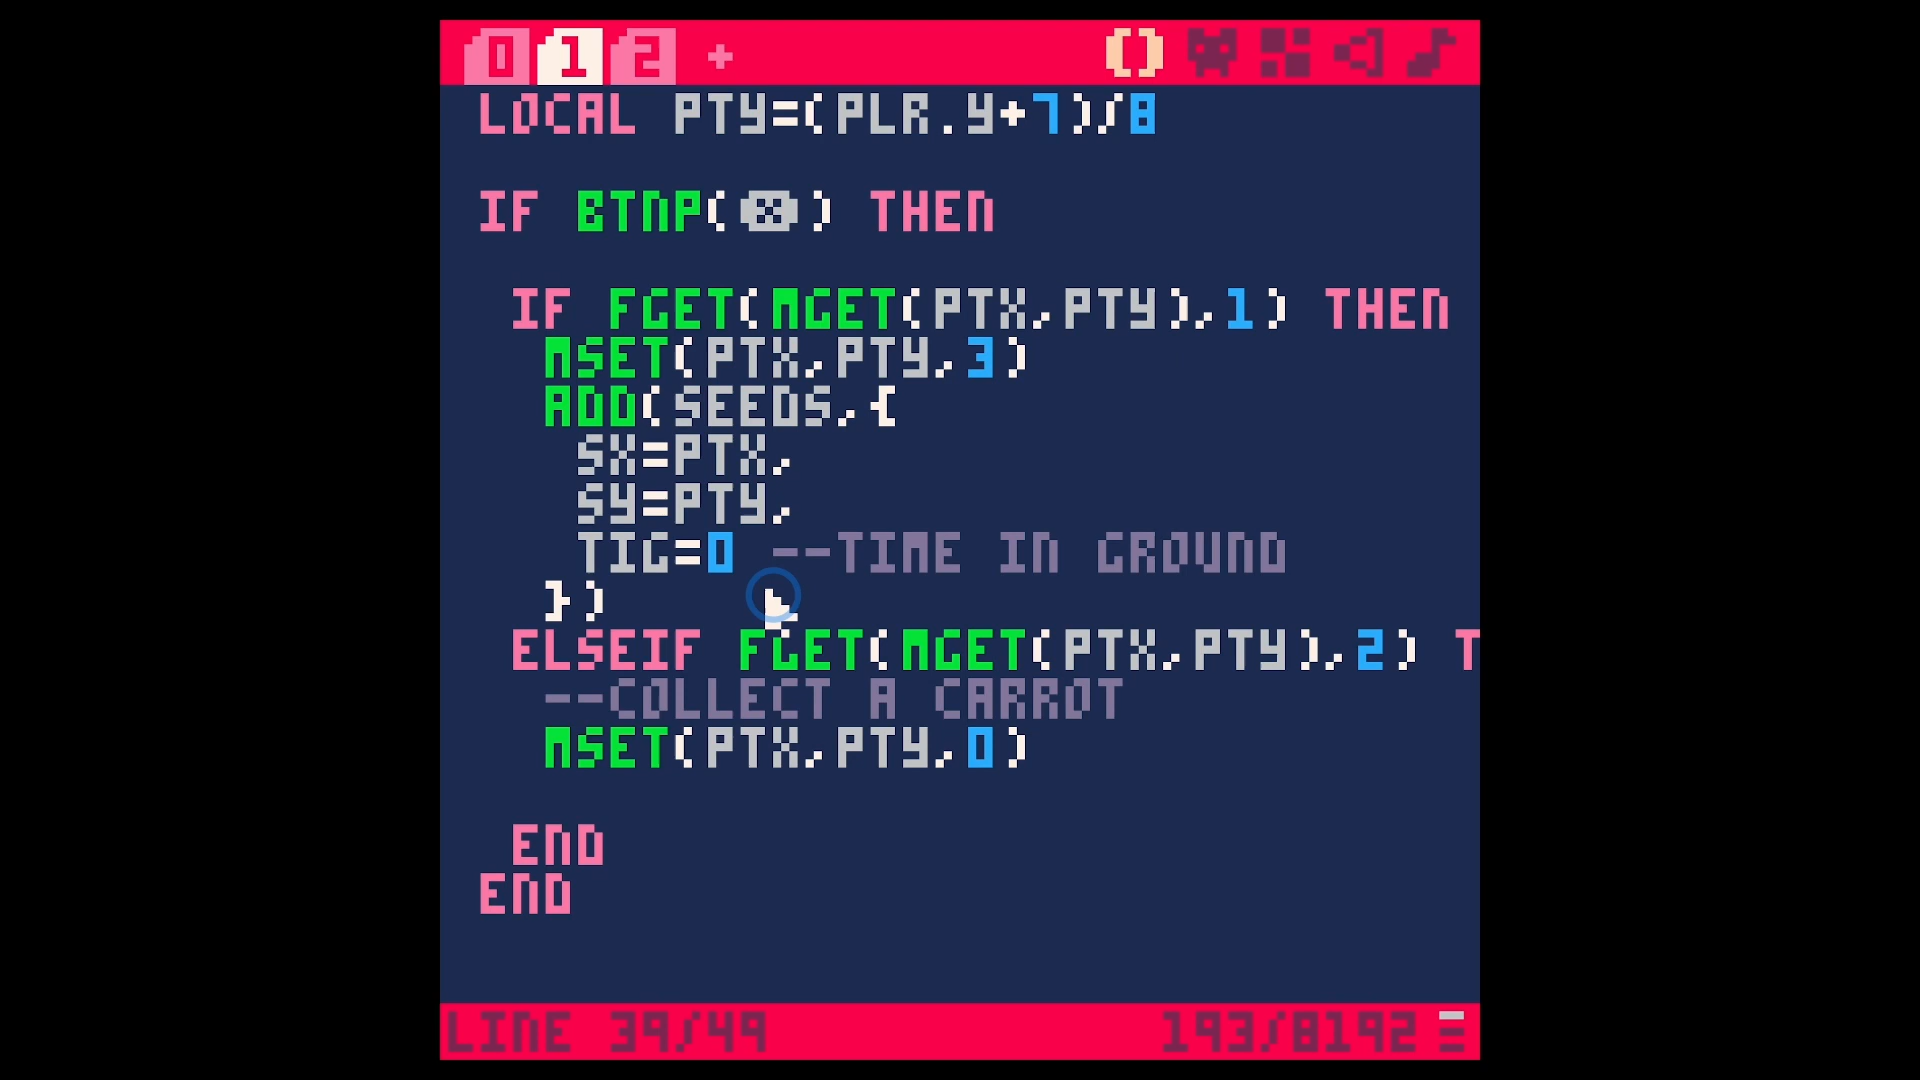 0 1 2 +
LOCAL PTY=(PLR.Y+7)/8
IF BTNP(❎) THEN
IF FGET(MGET(PTX,PTY),1) THEN
MSET(PTX,PTY,3)
ADD(SEEDS,{
SX=PTX,
SY=PTY,
TIG=0 --TIME IN GROUND
})
ELSEIF FGET(MGET(PTX,PTY),2) T
--COLLECT A CARROT
MSET(PTX,PTY,0)
END
END
LINE 39/49 193/8192